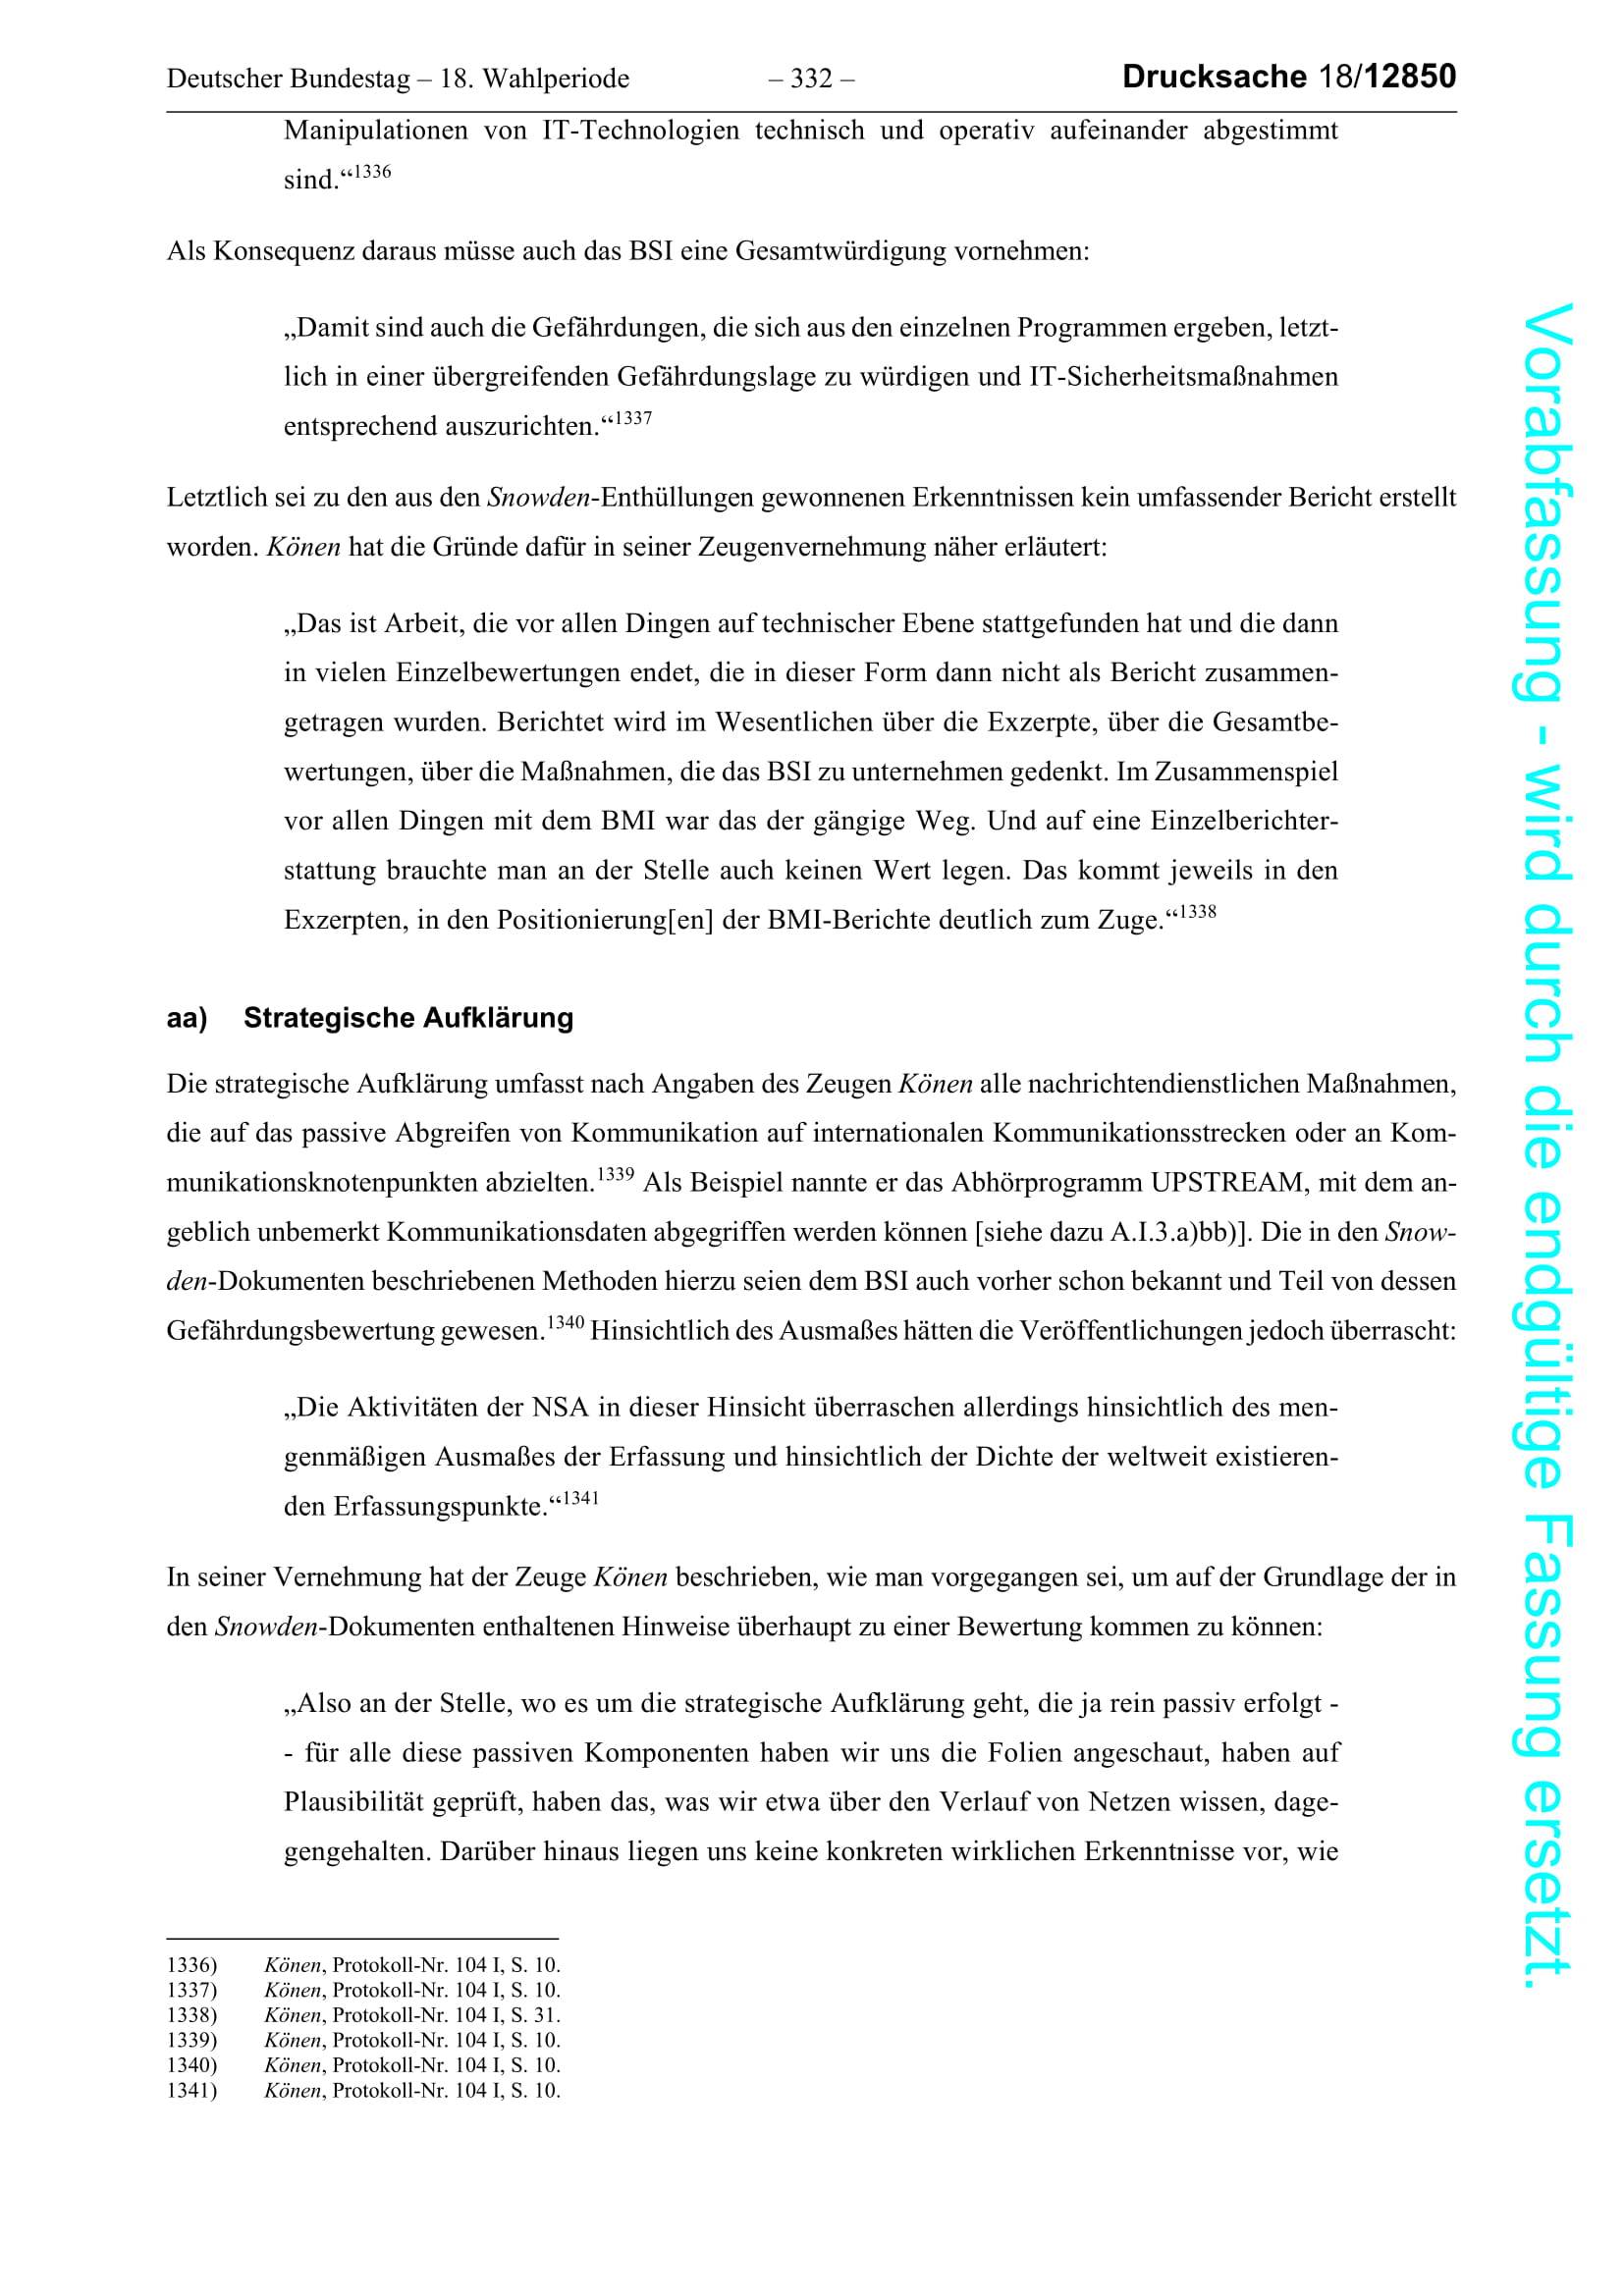 Deutscher Bundestag – 18. Wahlperiode – 332 – Drucksache 18/12850
Manipulationen von IT-Technologien technisch und operativ aufeinander abgestimmt
sind.“1336
Als Konsequenz daraus müsse auch das BSI eine Gesamtwürdigung vornehmen:
„Damit sind auch die Gefährdungen, die sich aus den einzelnen Programmen ergeben, letzt-
lich in einer übergreifenden Gefährdungslage zu würdigen und IT-Sicherheitsmaßnahmen
entsprechend auszurichten.“1337
Letztlich sei zu den aus den Snowden-Enthüllungen gewonnenen Erkenntnissen kein umfassender Bericht erstellt
worden. Könen hat die Gründe dafür in seiner Zeugenvernehmung näher erläutert:
„Das ist Arbeit, die vor allen Dingen auf technischer Ebene stattgefunden hat und die dann
in vielen Einzelbewertungen endet, die in dieser Form dann nicht als Bericht zusammen-
getragen wurden. Berichtet wird im Wesentlichen über die Exzerpte, über die Gesamtbe-
wertungen, über die Maßnahmen, die das BSI zu unternehmen gedenkt. Im Zusammenspiel
vor allen Dingen mit dem BMI war das der gängige Weg. Und auf eine Einzelberichter-
stattung brauchte man an der Stelle auch keinen Wert legen. Das kommt jeweils in den
Exzerpten, in den Positionierung[en] der BMI-Berichte deutlich zum Zuge.“1338
aa) Strategische Aufklärung
Die strategische Aufklärung umfasst nach Angaben des Zeugen Könen alle nachrichtendienstlichen Maßnahmen,
die auf das passive Abgreifen von Kommunikation auf internationalen Kommunikationsstrecken oder an Kom-
munikationsknotenpunkten abzielten.1339 Als Beispiel nannte er das Abhörprogramm UPSTREAM, mit dem an-
geblich unbemerkt Kommunikationsdaten abgegriffen werden können [siehe dazu A.I.3.a)bb)]. Die in den Snow-
den-Dokumenten beschriebenen Methoden hierzu seien dem BSI auch vorher schon bekannt und Teil von dessen
Gefährdungsbewertung gewesen.1340 Hinsichtlich des Ausmaßes hätten die Veröffentlichungen jedoch überrascht:
„Die Aktivitäten der NSA in dieser Hinsicht überraschen allerdings hinsichtlich des men-
genmäßigen Ausmaßes der Erfassung und hinsichtlich der Dichte der weltweit existieren-
den Erfassungspunkte.“1341
In seiner Vernehmung hat der Zeuge Könen beschrieben, wie man vorgegangen sei, um auf der Grundlage der in
den Snowden-Dokumenten enthaltenen Hinweise überhaupt zu einer Bewertung kommen zu können:
„Also an der Stelle, wo es um die strategische Aufklärung geht, die ja rein passiv erfolgt -
- für alle diese passiven Komponenten haben wir uns die Folien angeschaut, haben auf
Plausibilität geprüft, haben das, was wir etwa über den Verlauf von Netzen wissen, dage-
gengehalten. Darüber hinaus liegen uns keine konkreten wirklichen Erkenntnisse vor, wie
1336) Könen, Protokoll-Nr. 104 I, S. 10.
1337) Könen, Protokoll-Nr. 104 I, S. 10.
1338) Könen, Protokoll-Nr. 104 I, S. 31.
1339) Könen, Protokoll-Nr. 104 I, S. 10.
1340) Könen, Protokoll-Nr. 104 I, S. 10.
1341) Könen, Protokoll-Nr. 104 I, S. 10.
Vorabfassung - wird durch die endgültige Fassung ersetzt.